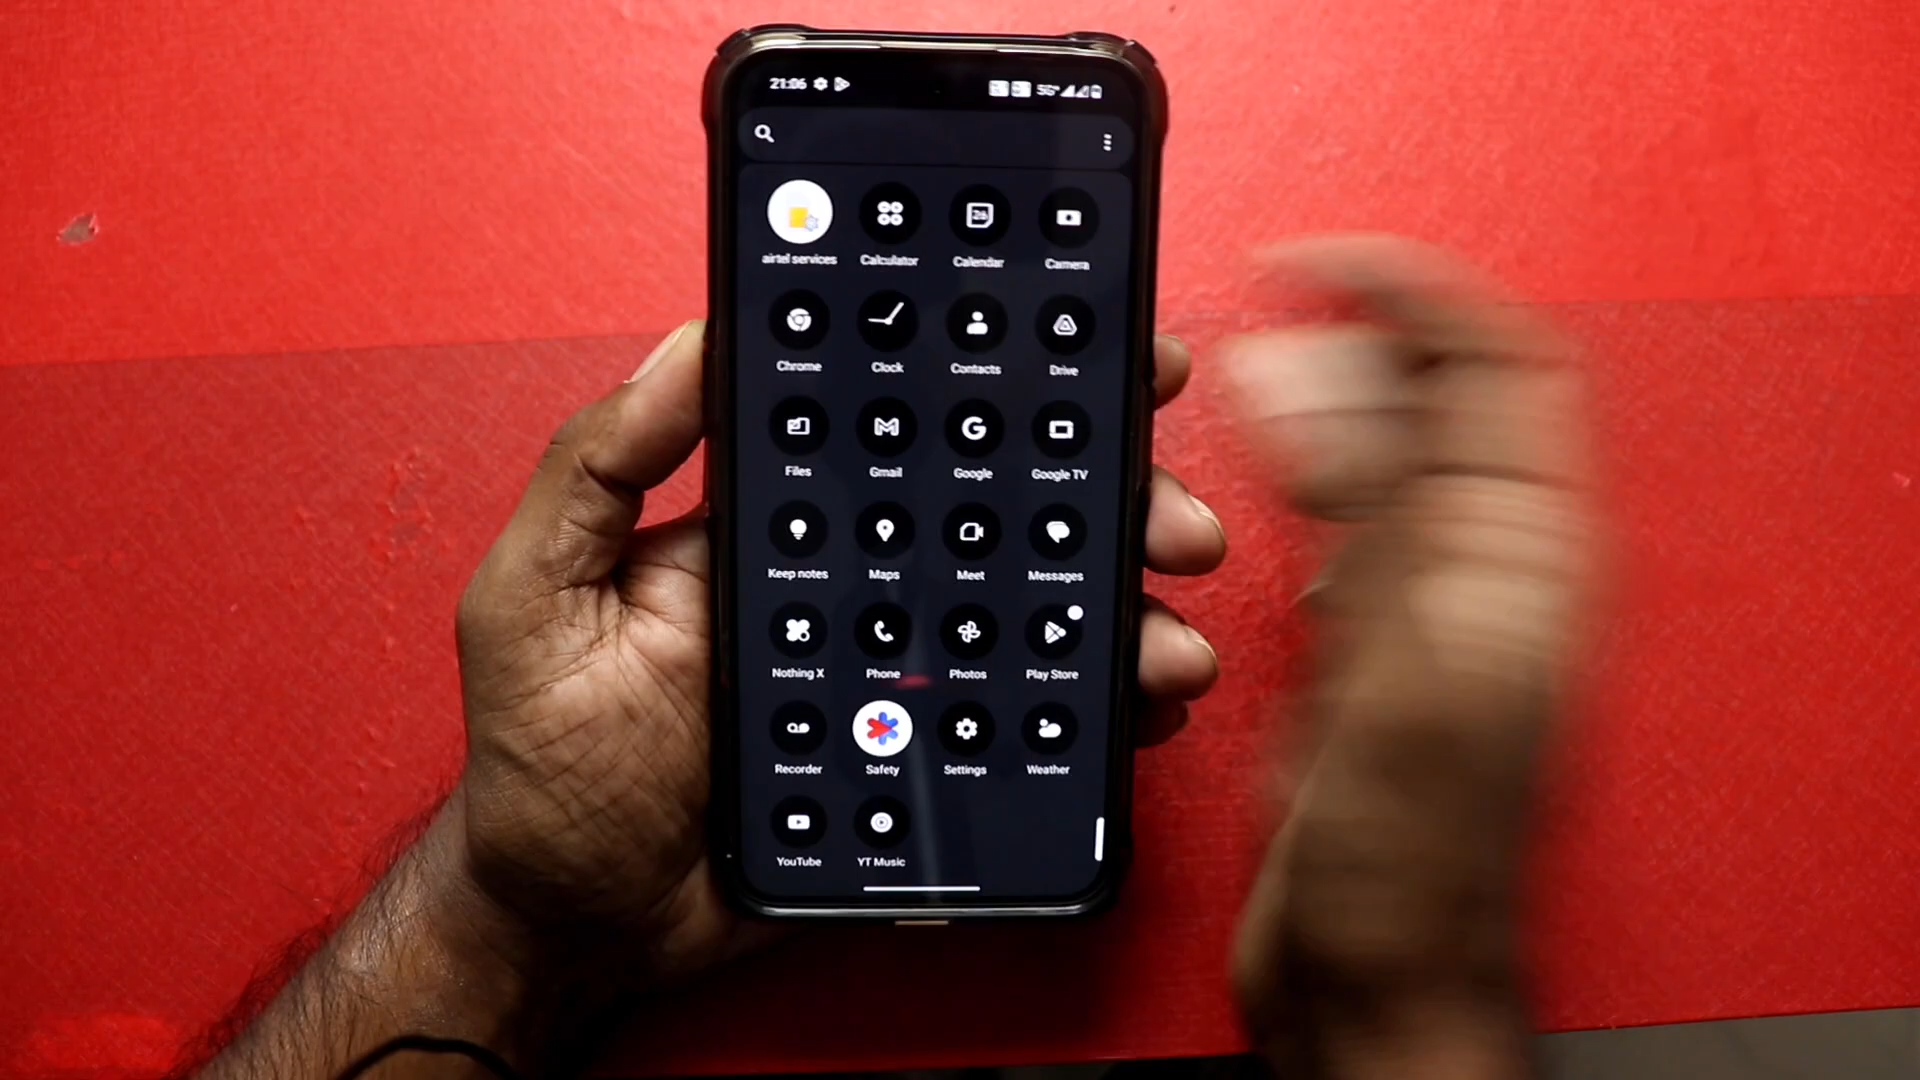 21:06 5G+
airtel services Calculator Calendar Camera
Chrome Clock Contacts Drive
Files Gmail Google Google TV
Keep notes Maps Meet Messages
Nothing X Phone Photos Play Store
Recorder Safety Settings Weather
YouTube YT Music